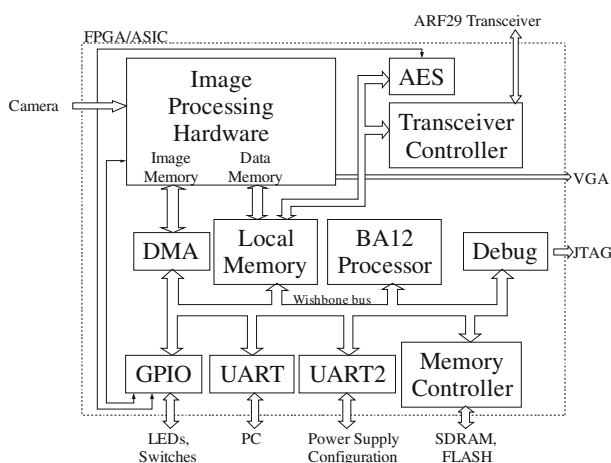 ARF29 Transceiver
FPGA/ASIC
Image
Processing
Hardware
Image
Memory
Data
Memory
AES
Camera
Transceiver
Controller
VGA
DMA
Local
Memory
BA12
Processor
Debug
JTAG
Wishbone bus
GPIO
UART
UART2
Memory
Controller
LEDs,
Switches
PC
Power Supply
Configuration
SDRAM,
FLASH